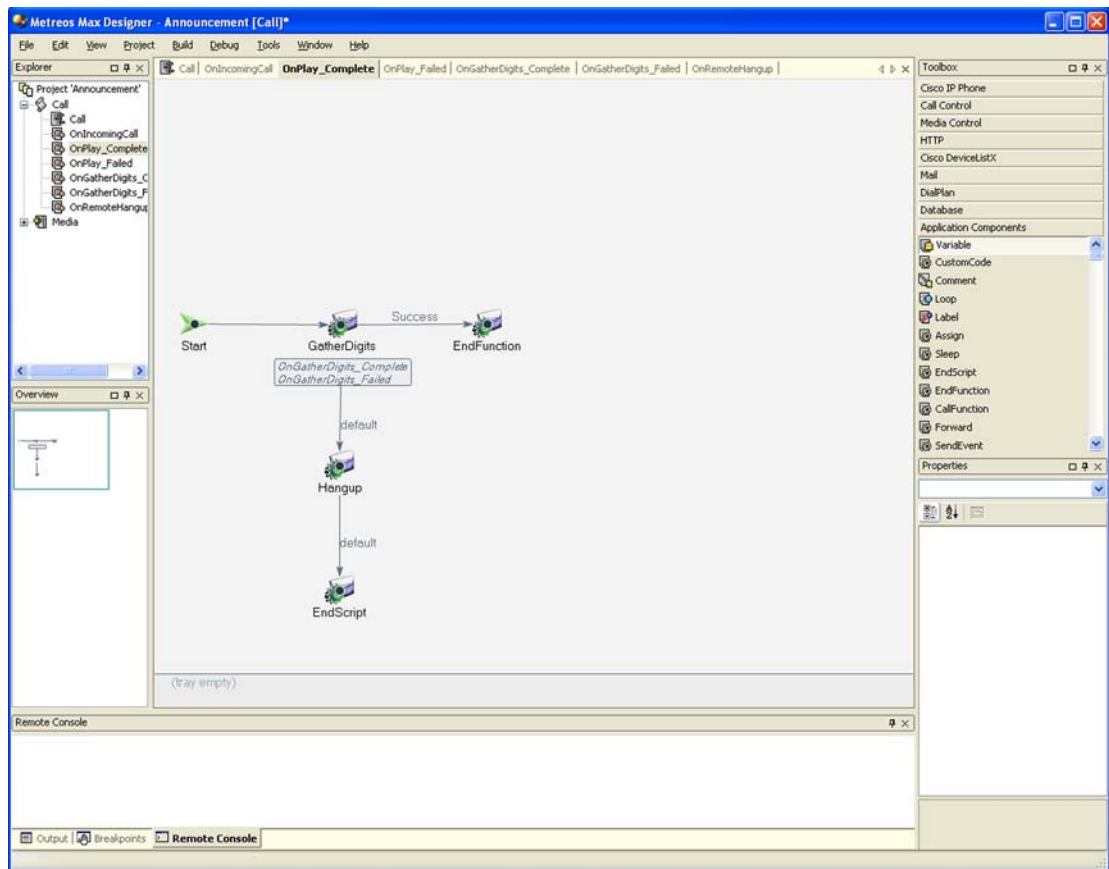 Metreos Max Designer - Announcement [Call]*
File Edit View Project Build Debug Tools Window Help
Explorer
Project 'Announcement'
Call
Call
OnIncomingCall
OnPlay_Complete
OnPlay_Failed
OnGatherDigits_C
OnGatherDigits_F
OnRemoteHangup
Media
Overview
Call OnIncomingCall OnPlay_Complete OnPlay_Failed OnGatherDigits_Complete OnGatherDigits_Failed OnRemoteHangup
Start
GatherDigits
Success
EndFunction
OnGatherDigits_Complete
OnGatherDigits_Failed
default
Hangup
default
EndScript
(tray empty)
Toolbox
Cisco IP Phone
Call Control
Media Control
HTTP
Cisco DeviceListX
Mail
DialPlan
Database
Application Components
Variable
CustomCode
Comment
Loop
Label
Assign
Sleep
EndScript
EndFunction
CallFunction
Forward
SendEvent
Properties
Remote Console
Output Breakpoints Remote Console